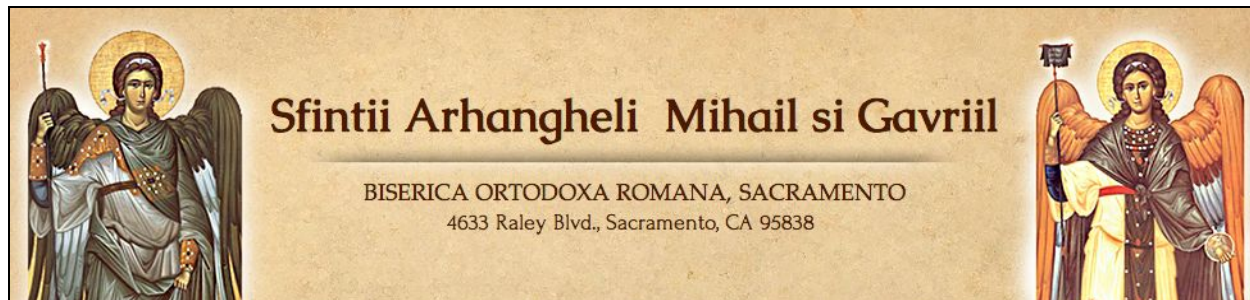 Sfintii Arhangheli Mihail si Gavriil
BISERICA ORTODOXA ROMANA, SACRAMENTO
4633 Raley Blvd., Sacramento, CA 95838